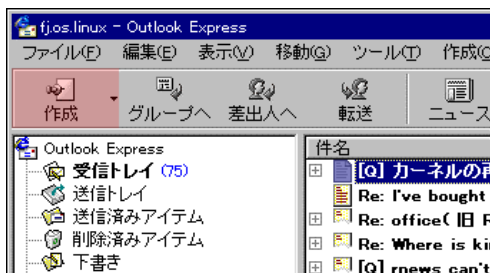 fj.os.linux - Outlook Express
ファイル(F) 編集(E) 表示(V) 移動(G) ツール(T) 作成(C
作成 グループへ 差出人へ 転送 ニュース
Outlook Express
受信トレイ (75)
送信トレイ
送信済みアイテム
削除済みアイテム
下書き
件名
[Q] カーネルの再
Re: I've bought
Re: office( 旧 R
Re: Where is ki
[Q] rnews can't